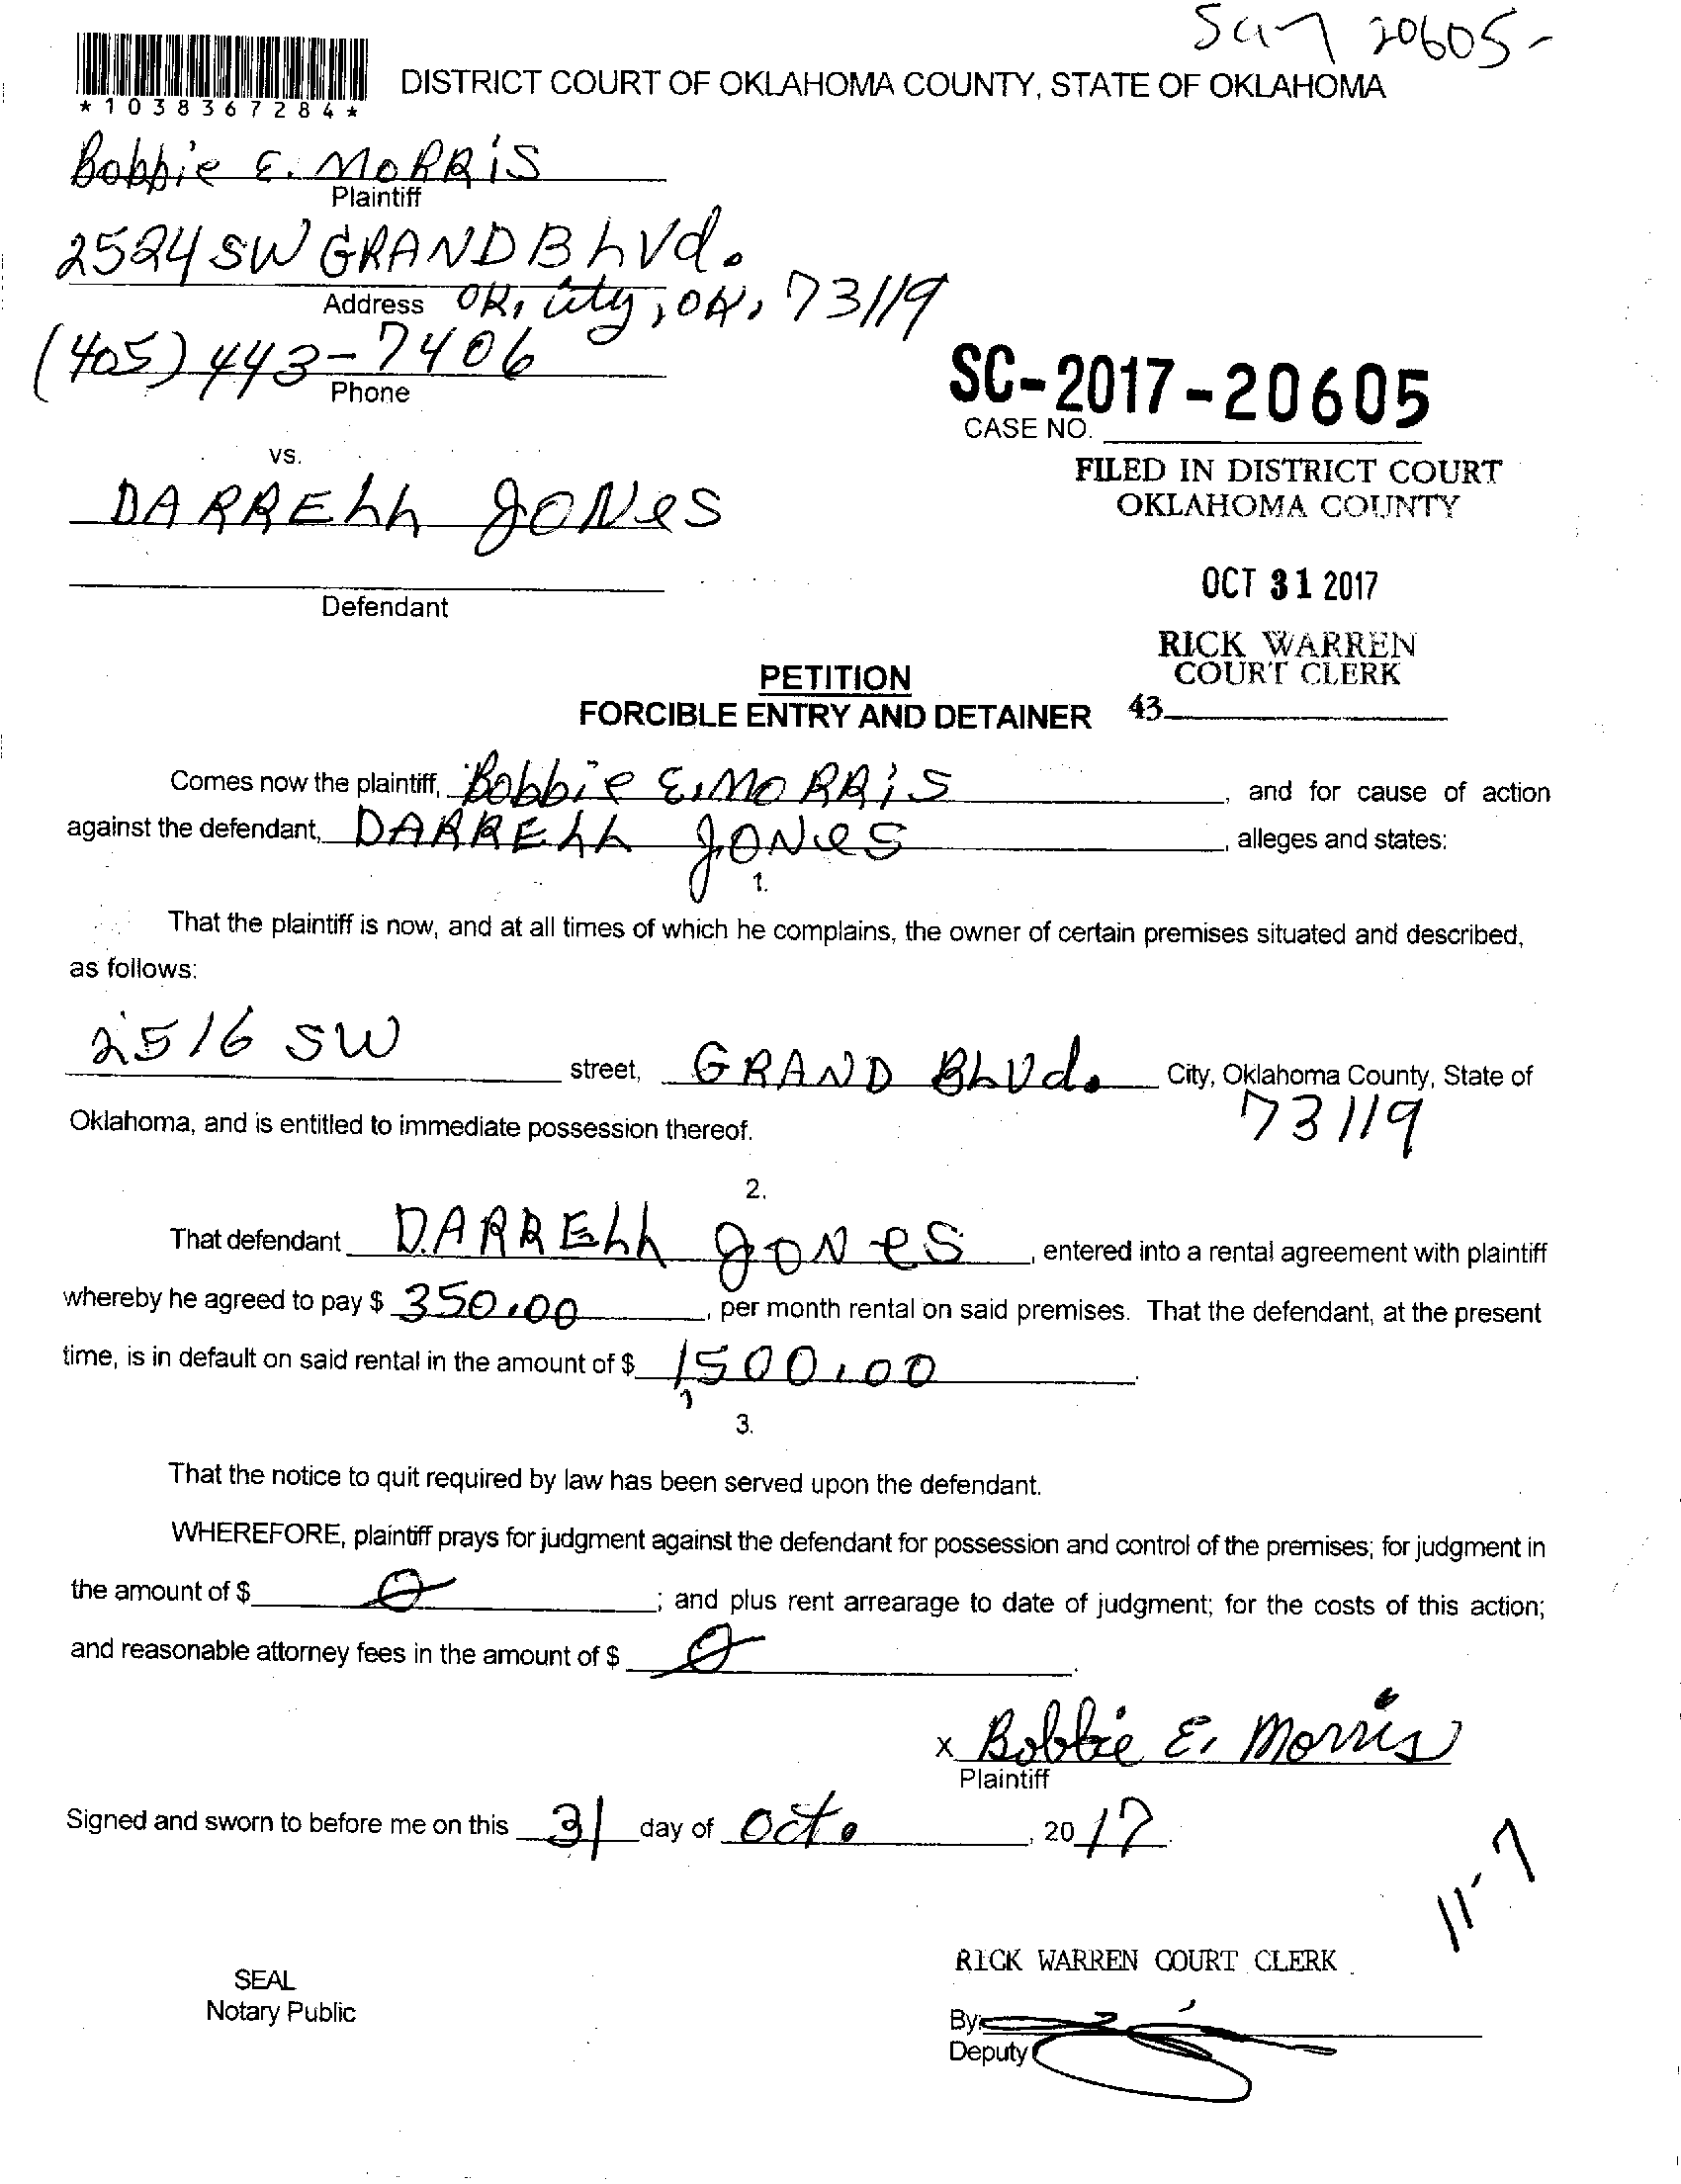 SC17 20605-
*1038367284*
DISTRICT COURT OF OKLAHOMA COUNTY, STATE OF OKLAHOMA
Bobbie E. MORRiS
Plaintiff
2524 SW GRAND BLVd.
Address OK, City, OK, 73119
(405) 443-7406
Phone
SC-2017-20605
CASE NO.
vs.
FILED IN DISTRICT COURT
OKLAHOMA COUNTY
DARRELL JONES
OCT 31 2017
Defendant
RICK WARREN
COURT CLERK
PETITION
FORCIBLE ENTRY AND DETAINER
43
Comes now the plaintiff, Bobbie E. MORRiS, and for cause of action
against the defendant, DARRELL JONeS, alleges and states:
1.
That the plaintiff is now, and at all times of which he complains, the owner of certain premises situated and described,
as follows:
2516 SW street, GRAND BLVd. City, Oklahoma County, State of
Oklahoma, and is entitled to immediate possession thereof. 73119
2.
That defendant DARRELL JONeS, entered into a rental agreement with plaintiff
whereby he agreed to pay $ 350.00, per month rental on said premises. That the defendant, at the present
time, is in default on said rental in the amount of $ 1,500.00.
3.
That the notice to quit required by law has been served upon the defendant.
WHEREFORE, plaintiff prays for judgment against the defendant for possession and control of the premises; for judgment in
the amount of $ 0; and plus rent arrearage to date of judgment; for the costs of this action;
and reasonable attorney fees in the amount of $ 0.
x Bobbie E. Morris
Plaintiff
Signed and sworn to before me on this 31 day of Oct., 2017.
11-7
RICK WARREN COURT CLERK
SEAL
Notary Public
By:
Deputy